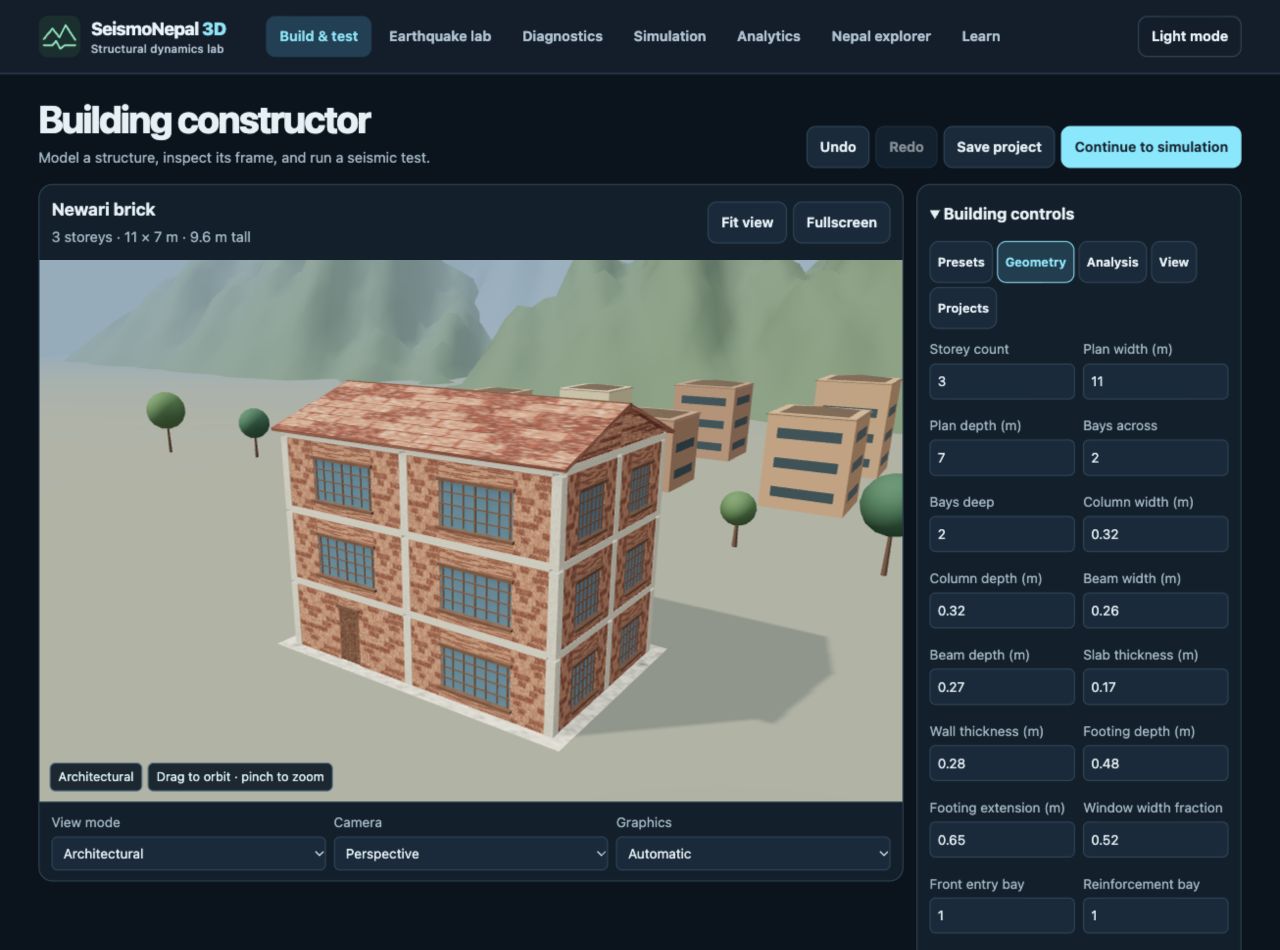 SeismoNepal 3D
Structural dynamics lab
Build & test
Earthquake lab
Diagnostics
Simulation
Analytics
Nepal explorer
Learn
Light mode
Building constructor
Model a structure, inspect its frame, and run a seismic test.
Undo
Redo
Save project
Continue to simulation
Newari brick
3 storeys · 11 × 7 m · 9.6 m tall
Fit view
Fullscreen
Architectural
Drag to orbit · pinch to zoom
View mode
Camera
Graphics
Architectural
Perspective
Automatic
▼ Building controls
Presets
Geometry
Analysis
View
Projects
Storey count
Plan width (m)
3
11
Plan depth (m)
Bays across
7
2
Bays deep
Column width (m)
2
0.32
Column depth (m)
Beam width (m)
0.32
0.26
Beam depth (m)
Slab thickness (m)
0.27
0.17
Wall thickness (m)
Footing depth (m)
0.28
0.48
Footing extension (m)
Window width fraction
0.65
0.52
Front entry bay
Reinforcement bay
1
1